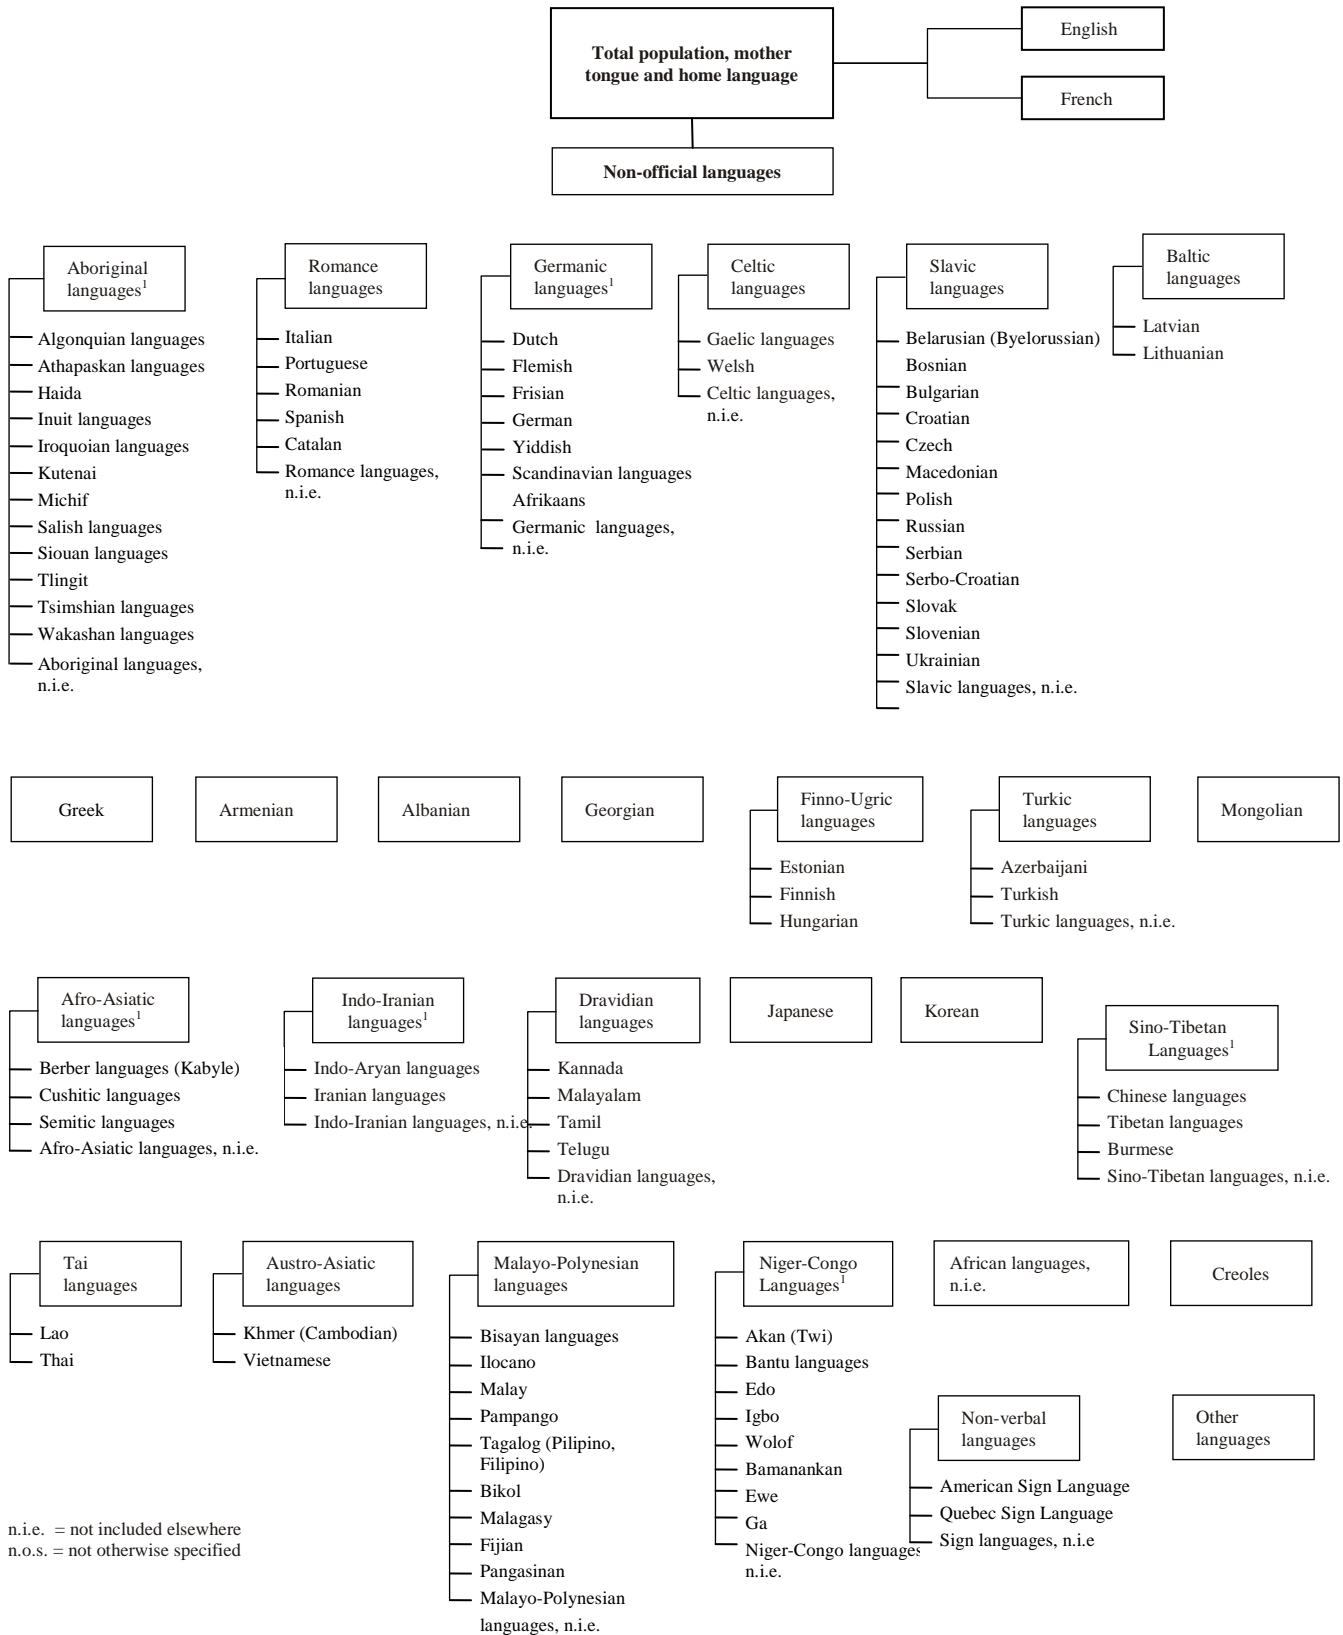 Total population, mother
tongue and home language
English
French
Non-official languages
Aboriginal
languages1
Algonquian languages
Athapaskan languages
Haida
Inuit languages
Iroquoian languages
Kutenai
Michif
Salish languages
Siouan languages
Tlingit
Tsimshian languages
Wakashan languages
Aboriginal languages,
n.i.e.
Romance
languages
Italian
Portuguese
Romanian
Spanish
Catalan
Romance languages,
n.i.e.
Germanic
languages1
Dutch
Flemish
Frisian
German
Yiddish
Scandinavian languages
Afrikaans
Germanic languages,
n.i.e.
Celtic
languages
Gaelic languages
Welsh
Celtic languages,
n.i.e.
Slavic
languages
Belarusian (Byelorussian)
Bosnian
Bulgarian
Croatian
Czech
Macedonian
Polish
Russian
Serbian
Serbo-Croatian
Slovak
Slovenian
Ukrainian
Slavic languages, n.i.e.
Baltic
languages
Latvian
Lithuanian
Greek
Armenian
Albanian
Georgian
Finno-Ugric
languages
Estonian
Finnish
Hungarian
Turkic
languages
Azerbaijani
Turkish
Turkic languages, n.i.e.
Mongolian
Afro-Asiatic
languages1
Berber languages (Kabyle)
Cushitic languages
Semitic languages
Afro-Asiatic languages, n.i.e.
Indo-Iranian
languages1
Indo-Aryan languages
Iranian languages
Indo-Iranian languages, n.i.e.
Dravidian
languages
Kannada
Malayalam
Tamil
Telugu
Dravidian languages,
n.i.e.
Japanese
Korean
Sino-Tibetan
Languages1
Chinese languages
Tibetan languages
Burmese
Sino-Tibetan languages, n.i.e.
Tai
languages
Lao
Thai
Austro-Asiatic
languages
Khmer (Cambodian)
Vietnamese
Malayo-Polynesian
languages
Bisayan languages
Ilocano
Malay
Pampango
Tagalog (Pilipino,
Filipino)
Bikol
Malagasy
Fijian
Pangasinan
Malayo-Polynesian
languages, n.i.e.
Niger-Congo
Languages1
Akan (Twi)
Bantu languages
Edo
Igbo
Wolof
Bamanankan
Ewe
Ga
Niger-Congo languages
n.i.e.
African languages,
n.i.e.
Creoles
Non-verbal
languages
American Sign Language
Quebec Sign Language
Sign languages, n.i.e
Other
languages
n.i.e. = not included elsewhere
n.o.s. = not otherwise specified